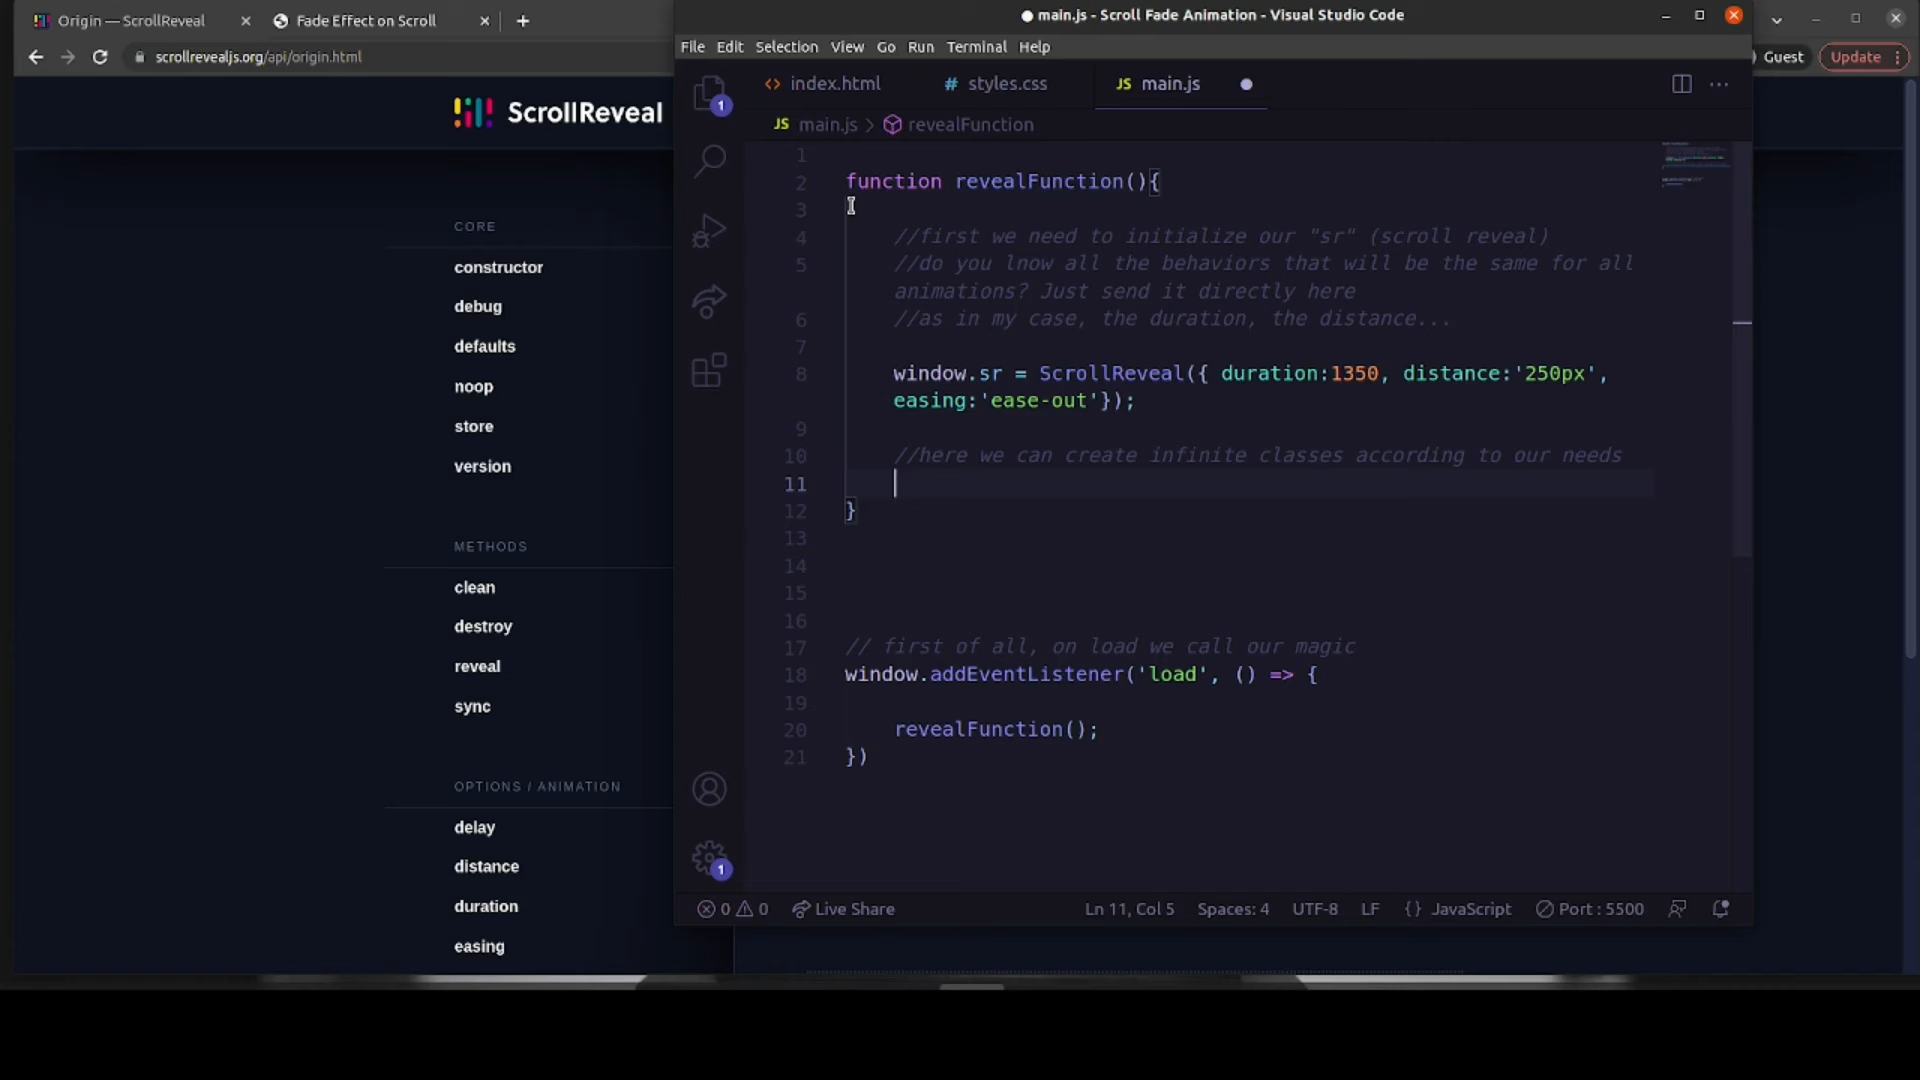 Origin — ScrollReveal
Fade Effect on Scroll
main.js - Scroll Fade Animation - Visual Studio Code
scrollrevealjs.org/api/origin.html
Guest
Update
File Edit Selection View Go Run Terminal Help
ScrollReveal
CORE
constructor
debug
defaults
noop
store
version
METHODS
clean
destroy
reveal
sync
OPTIONS / ANIMATION
delay
distance
duration
easing
1
<> index.html
# styles.css
JS main.js
JS main.js > revealFunction
1
2 function revealFunction(){
3
4 //first we need to initialize our "sr" (scroll reveal)
5 //do you lnow all the behaviors that will be the same for all
animations? Just send it directly here
6 //as in my case, the duration, the distance...
7
8 window.sr = ScrollReveal({ duration:1350, distance:'250px',
easing:'ease-out'});
9
10 //here we can create infinite classes according to our needs
11
12 }
13
14
15
16
17 // first of all, on load we call our magic
18 window.addEventListener('load', () => {
19
20 revealFunction();
21 })
1
0 0 Live Share
Ln 11, Col 5 Spaces: 4 UTF-8 LF {} JavaScript Port : 5500